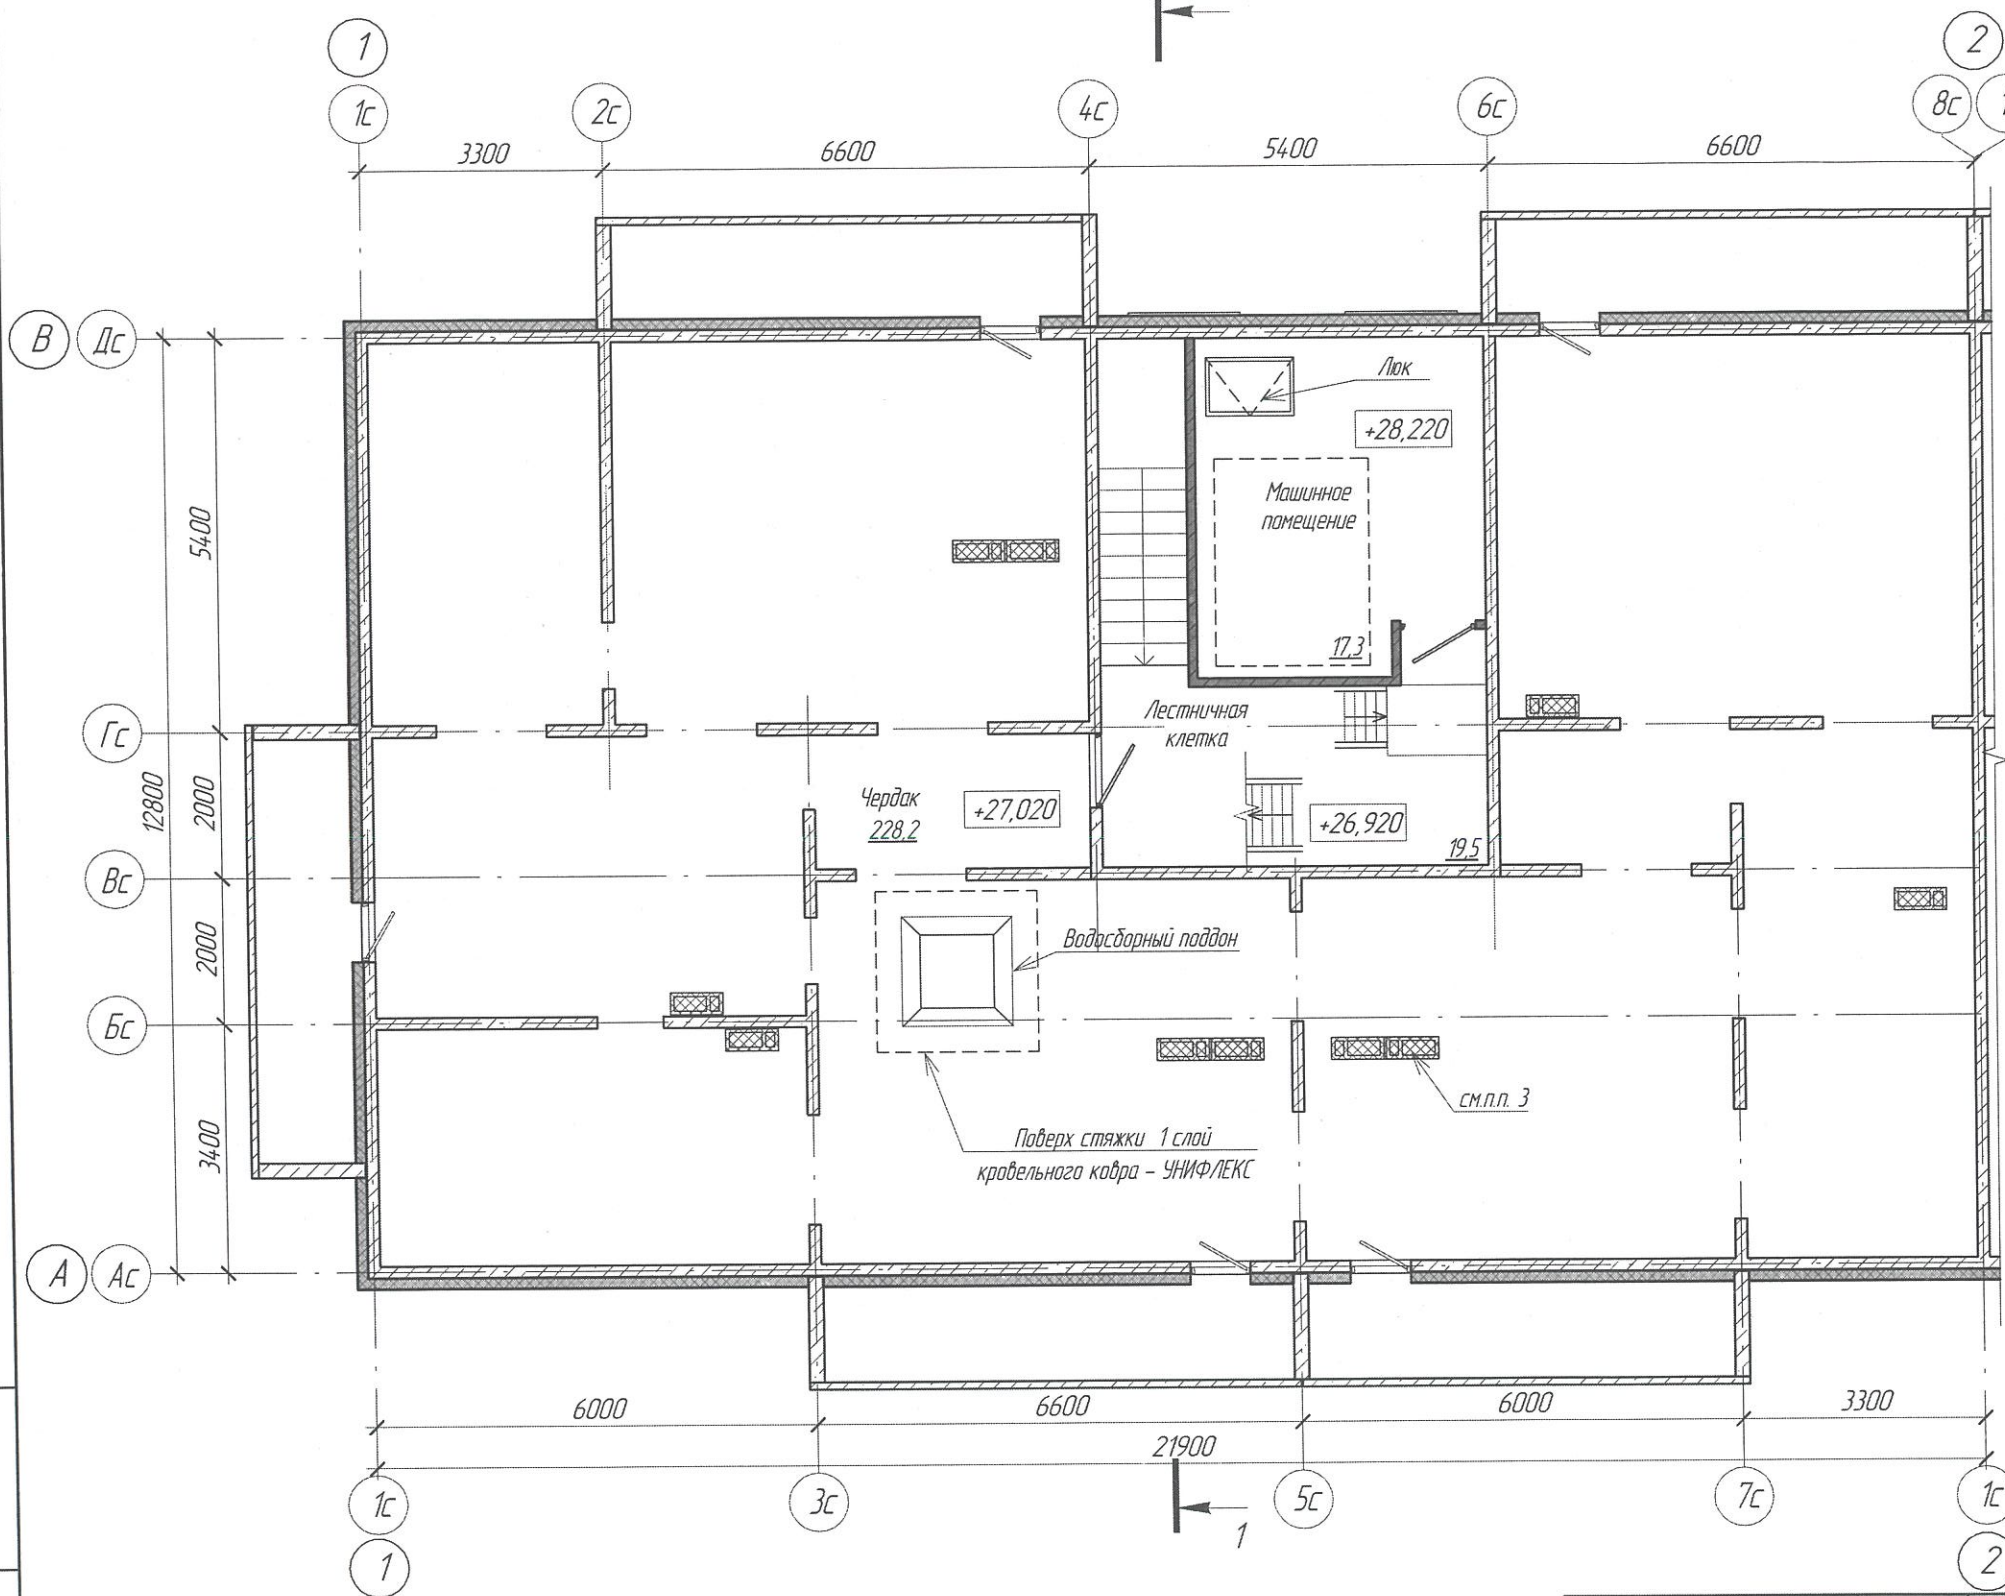 1
2
1с
2с
4с
6с
8с
3300
6600
5400
6600
В
Дс
Люк
+28,220
Машинное
помещение
5400
17,3
Гс
Лестничная
клетка
12800
2000
Чердак
228,2
+27,020
+26,920
19,5
Вс
2000
Водосборный поддон
Бс
см.п.п. 3
3400
Поверх стяжки 1 слой
кровельного ковра – УНИФЛЕКС
А
Ас
6000
6600
6000
3300
21900
1с
3с
5с
7с
1с
1
1
2